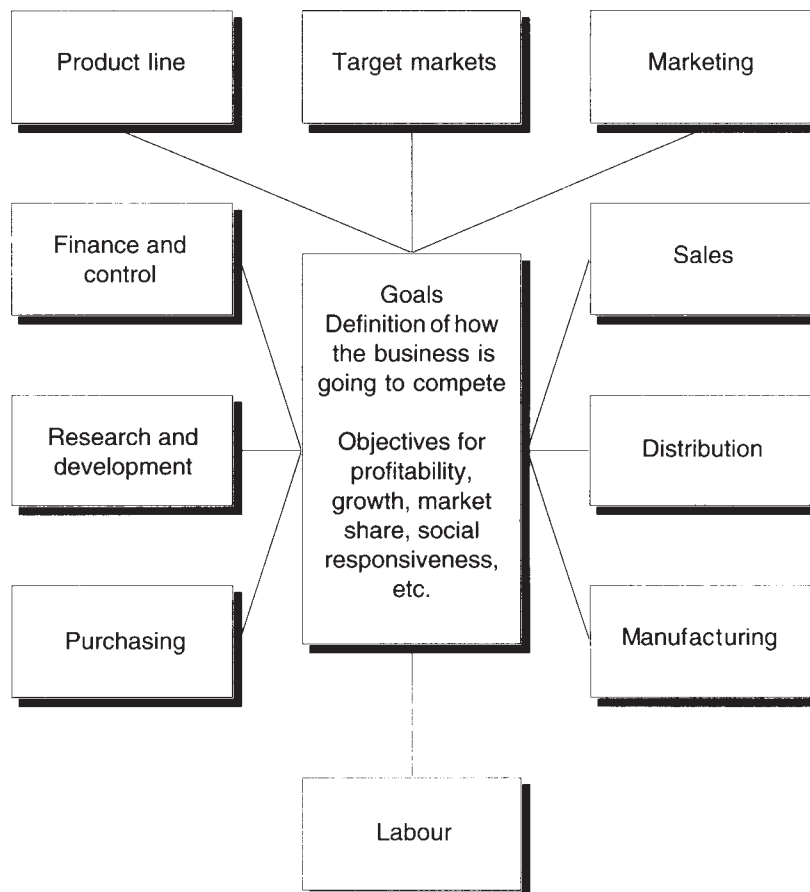 Product line
Target markets
Marketing
Finance and
control
Goals
Definition of how
the business is
going to compete
Objectives for
profitability,
growth, market
share, social
responsiveness,
etc.
Sales
Research and
development
Distribution
Purchasing
Manufacturing
Labour